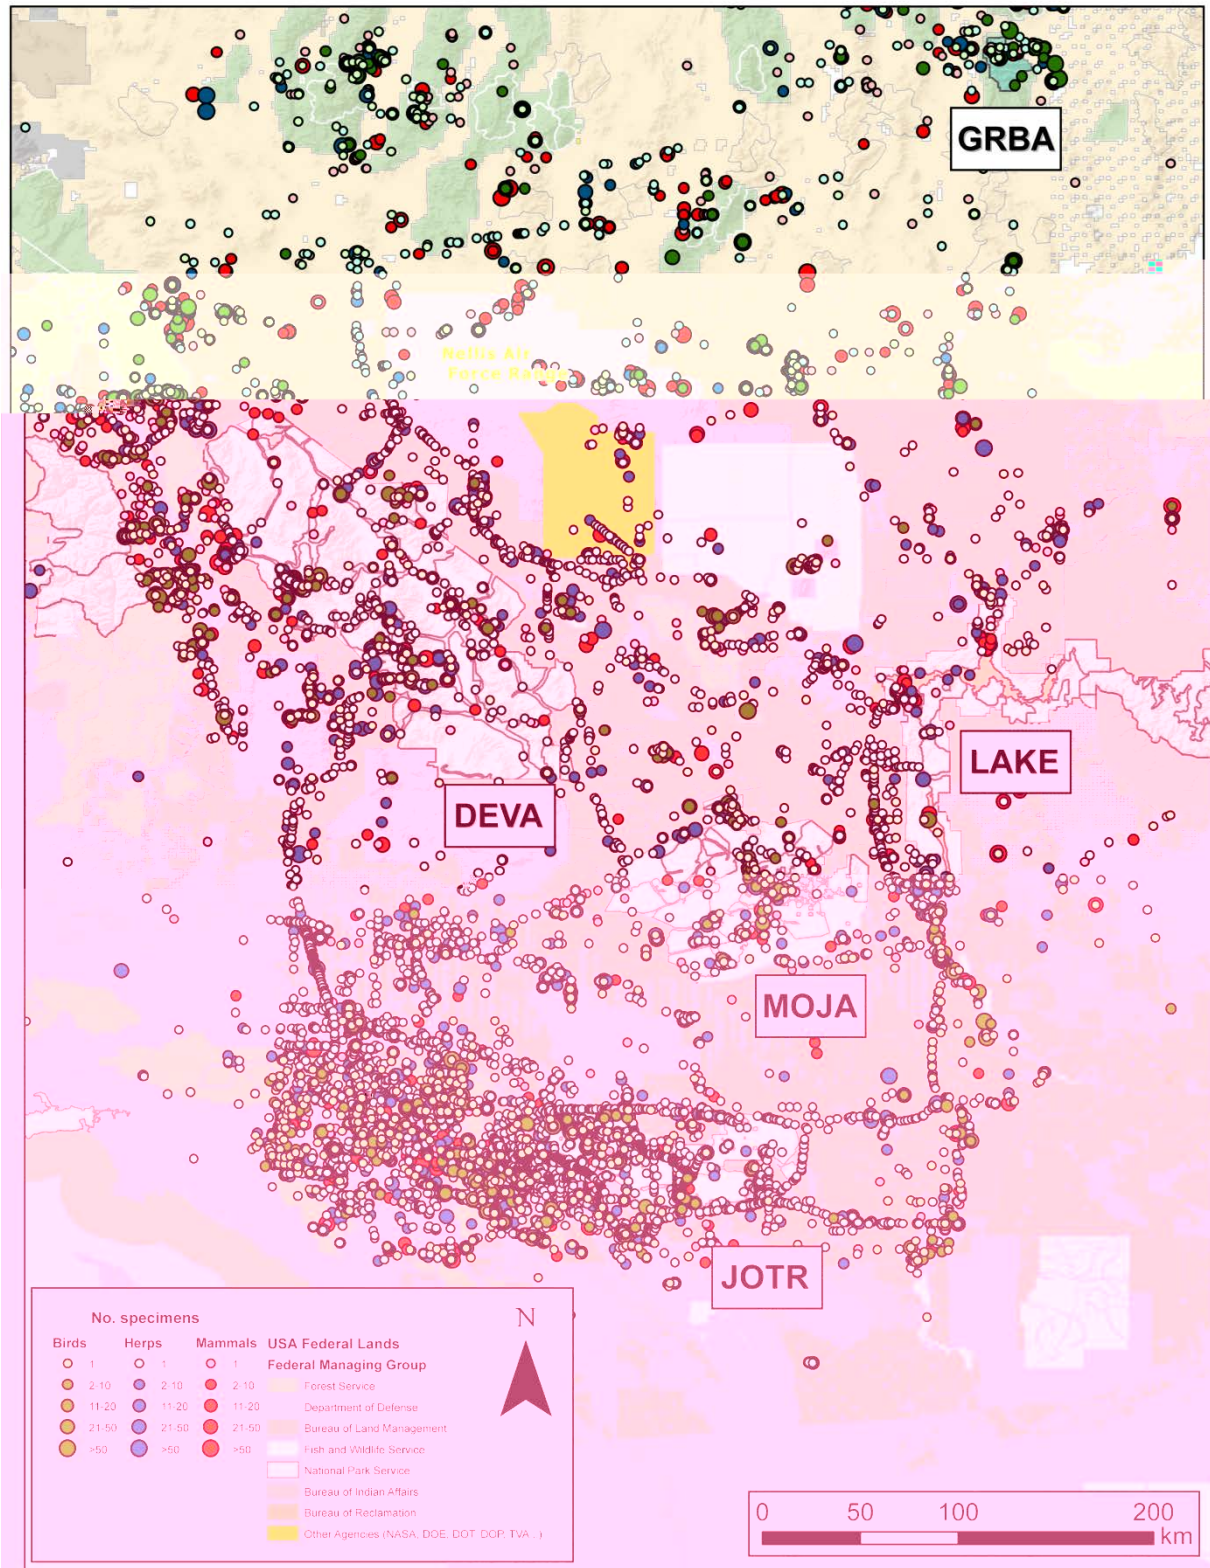 GRBA
Nellis Air
Force Range
LAKE
DEVA
MOJA
JOTR
No. specimens
Birds Herps Mammals
1 1 1
2-10 2-10 2-10
11-20 11-20 11-20
21-50 21-50 21-50
>50 >50 >50
USA Federal Lands
Federal Managing Group
Forest Service
Department of Defense
Bureau of Land Management
Fish and Wildlife Service
National Park Service
Bureau of Indian Affairs
Bureau of Reclamation
Other Agencies (NASA, DOE, DOT, DOP, TVA...)
N
0 50 100 200
km